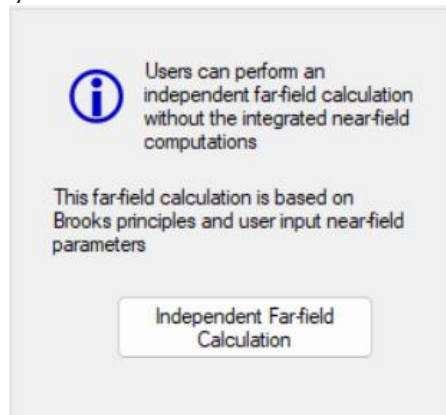 Users can perform an
independent far-field calculation
without the integrated near-field
computations
This far-field calculation is based on
Brooks principles and user input near-field
parameters
Independent Far-field
Calculation